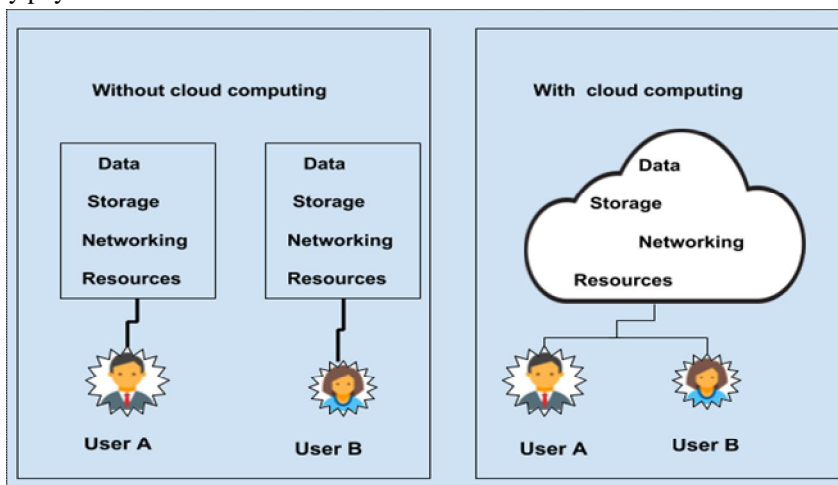 Without cloud computing
Data
Storage
Networking
Resources
User A
Data
Storage
Networking
Resources
User B
With cloud computing
Data
Storage
Networking
Resources
User A
User B